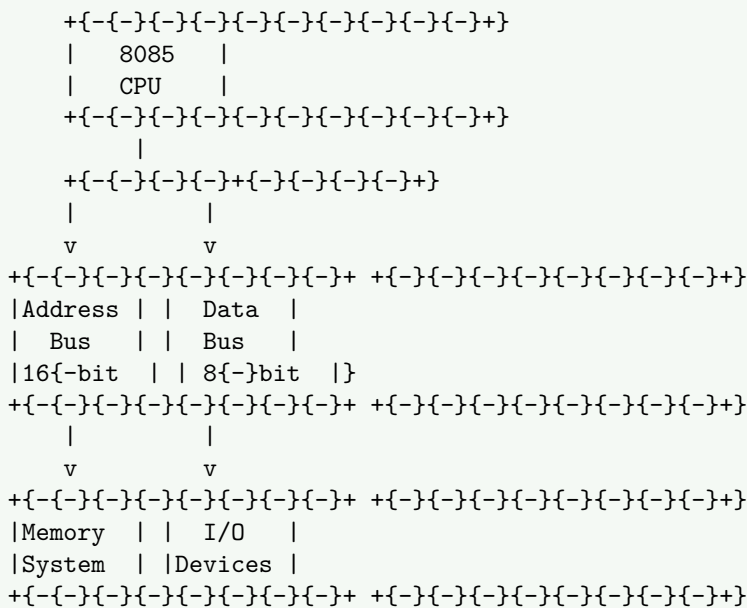 +{-{-}{-}{-}{-}{-}{-}{-}{-}{-}+}
|   8085   |
|   CPU    |
+{-{-}{-}{-}{-}{-}{-}{-}{-}{-}+}
|
+{-{-}{-}{-}+{-}{-}{-}{-}+}
|         |
v         v
+{-{-}{-}{-}{-}{-}{-}{-}+ +{-}{-}{-}{-}{-}{-}{-}{-}+}
|Address | |  Data  |
|  Bus   | |  Bus   |
|16{-bit  | | 8{-}bit  |}
+{-{-}{-}{-}{-}{-}{-}{-}+ +{-}{-}{-}{-}{-}{-}{-}{-}+}
|         |
v         v
+{-{-}{-}{-}{-}{-}{-}{-}+ +{-}{-}{-}{-}{-}{-}{-}{-}+}
|Memory  | |  I/O   |
|System  | |Devices |
+{-{-}{-}{-}{-}{-}{-}{-}+ +{-}{-}{-}{-}{-}{-}{-}{-}+}